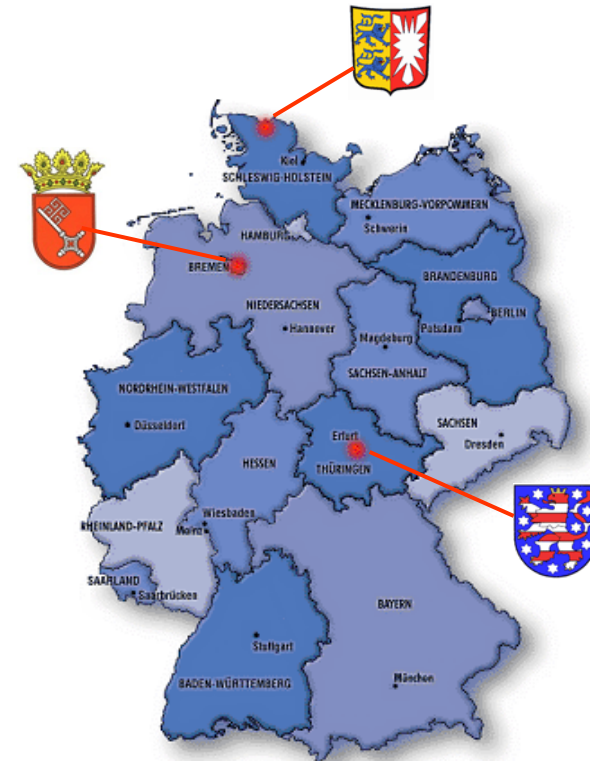 Kiel
SCHLESWIG-HOLSTEIN
MECKLENBURG-VORPOMMERN
Schwerin
HAMBURG
BREMEN
BRANDENBURG
NIEDERSACHSEN
BERLIN
Hannover
Potsdam
Magdeburg
SACHSEN-ANHALT
NORDRHEIN-WESTFALEN
Düsseldorf
SACHSEN
Dresden
Erfurt
THÜRINGEN
HESSEN
Wiesbaden
RHEINLAND-PFALZ
Mainz
SAARLAND
Saarbrücken
BAYERN
Stuttgart
BADEN-WÜRTTEMBERG
München